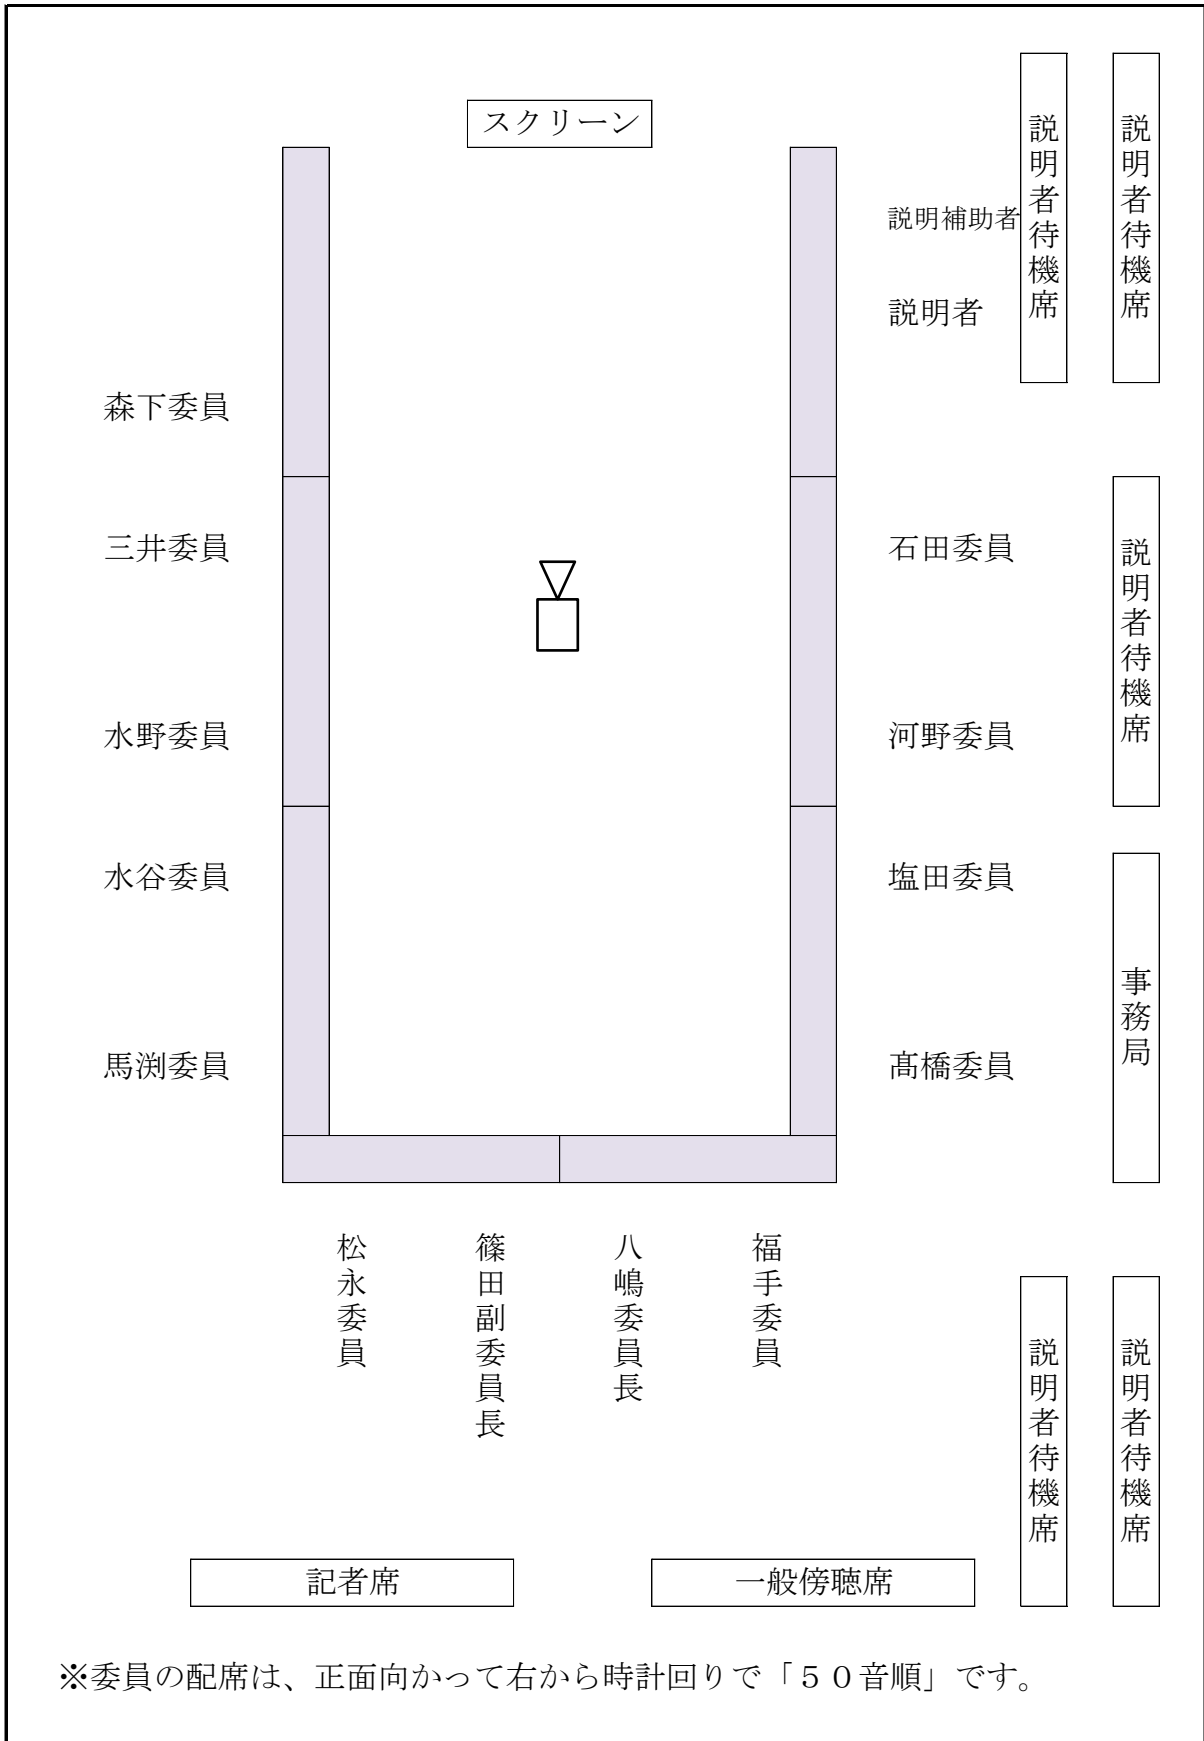 スクリーン
説明者待機席
説明者待機席
説明補助者
説明者
森下委員
三井委員
石田委員
説明者待機席
水野委員
河野委員
水谷委員
塩田委員
事務局
馬渕委員
髙橋委員
松永委員
篠田副委員長
八嶋委員長
福手委員
説明者待機席
説明者待機席
記者席
一般傍聴席
※委員の配席は、正面向かって右から時計回りで「５０音順」です。